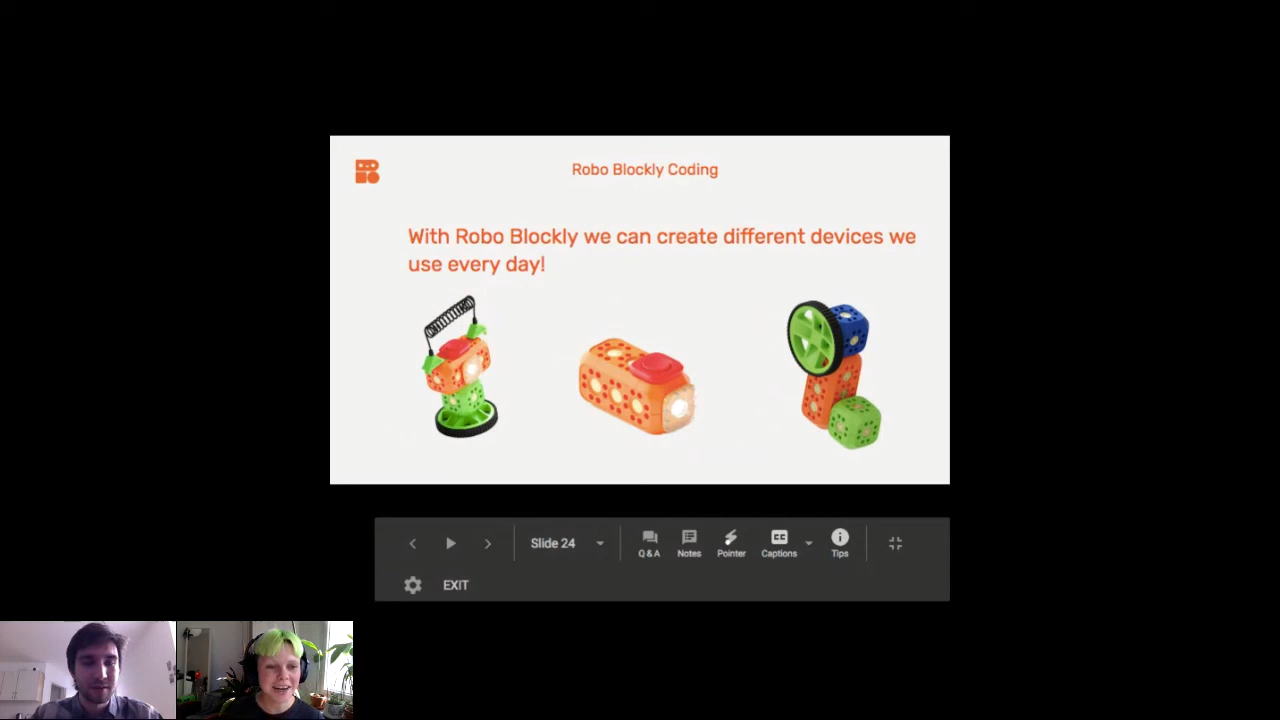 Robo Blockly Coding
With Robo Blockly we can create different devices we
use every day!
Slide 24
Q & A
Notes
Pointer
CC
Captions
Tips
EXIT